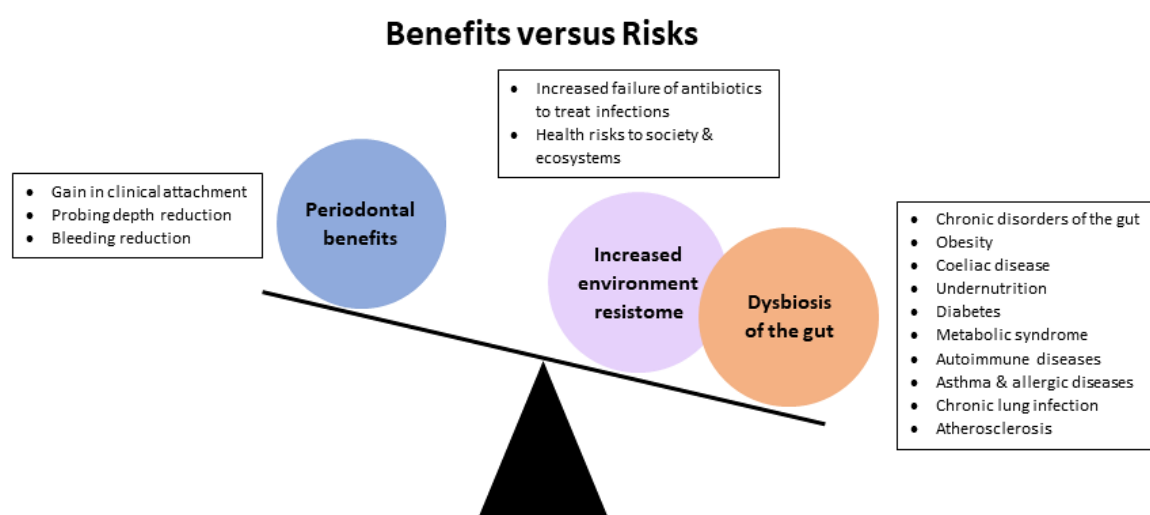 Benefits versus Risks
• Increased failure of antibiotics
to treat infections
• Health risks to society &
ecosystems
• Gain in clinical attachment
• Probing depth reduction
• Bleeding reduction
Periodontal
benefits
Increased
environment
resistome
Dysbiosis
of the gut
• Chronic disorders of the gut
• Obesity
• Coeliac disease
• Undernutrition
• Diabetes
• Metabolic syndrome
• Autoimmune diseases
• Asthma & allergic diseases
• Chronic lung infection
• Atherosclerosis